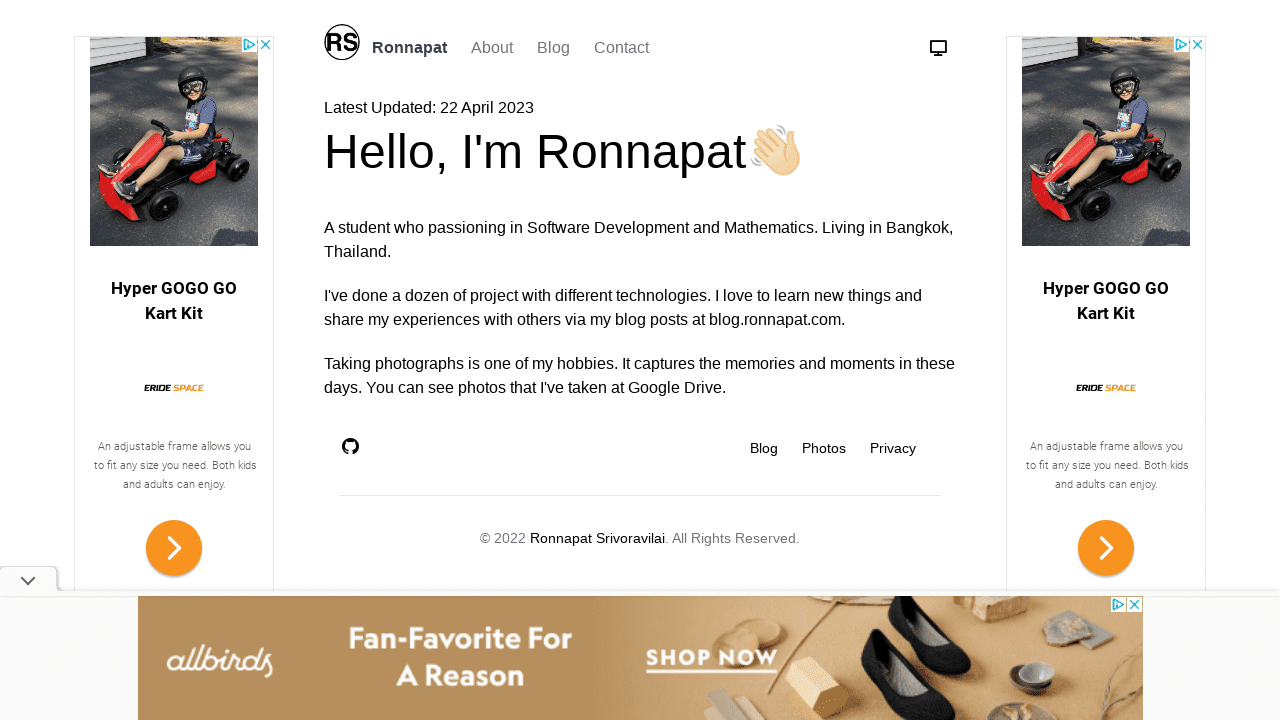 RS
Ronnapat About Blog Contact
Latest Updated: 22 April 2023
Hello, I'm Ronnapat
A student who passioning in Software Development and Mathematics. Living in Bangkok,
Thailand.
I've done a dozen of project with different technologies. I love to learn new things and
share my experiences with others via my blog posts at blog.ronnapat.com.
Taking photographs is one of my hobbies. It captures the memories and moments in these
days. You can see photos that I've taken at Google Drive.
Blog Photos Privacy
© 2022 Ronnapat Srivoravilai. All Rights Reserved.
Hyper GOGO GO
Kart Kit
ERIDE SPACE
An adjustable frame allows you
to fit any size you need. Both kids
and adults can enjoy.
Hyper GOGO GO
Kart Kit
ERIDE SPACE
An adjustable frame allows you
to fit any size you need. Both kids
and adults can enjoy.
allbirds
Fan-Favorite For
A Reason
SHOP NOW